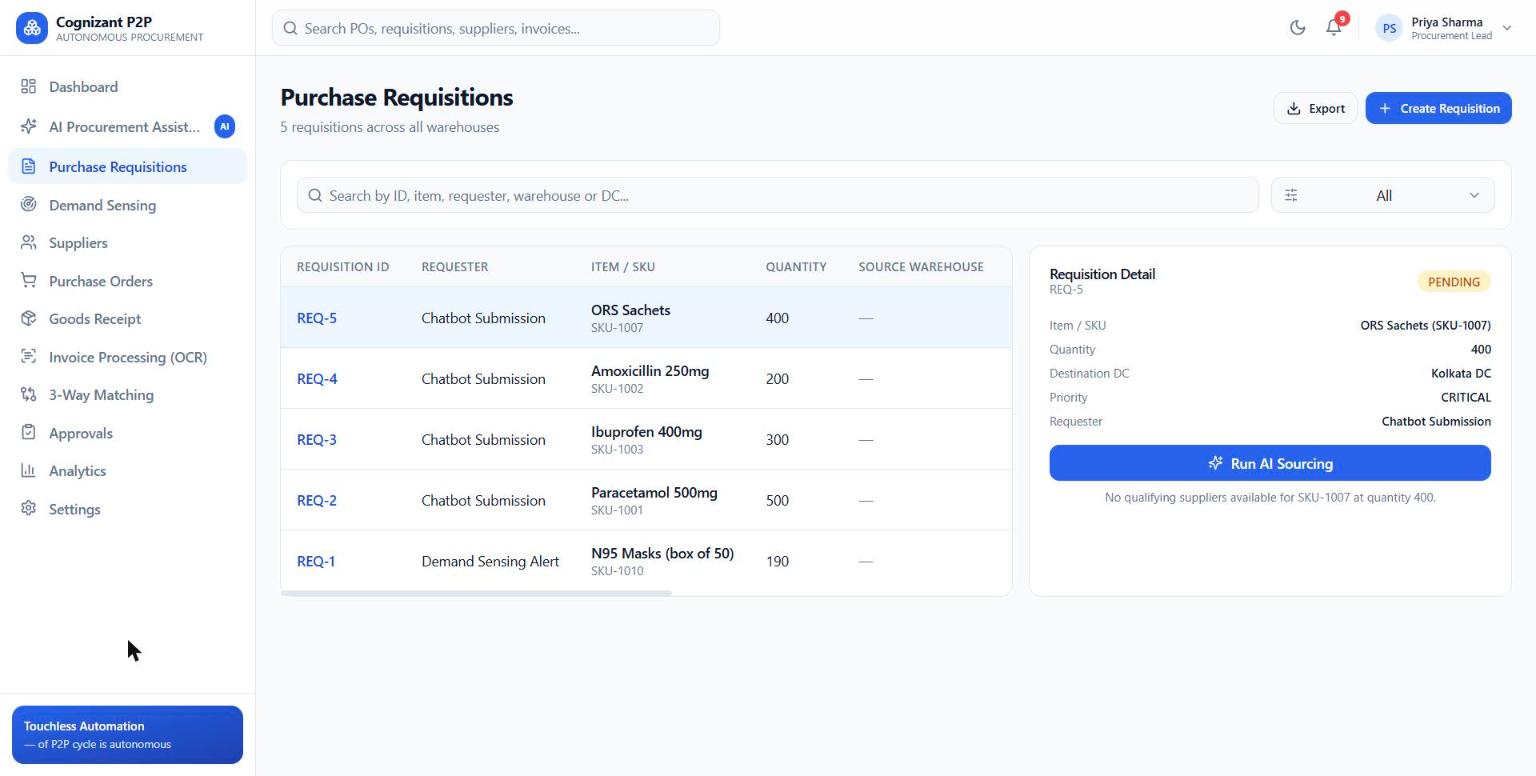 Cognizant P2P
AUTONOMOUS PROCUREMENT
Search POs, requisitions, suppliers, invoices...
9
PS
Priya Sharma
Procurement Lead
Dashboard
AI Procurement Assist...
AI
Purchase Requisitions
Demand Sensing
Suppliers
Purchase Orders
Goods Receipt
Invoice Processing (OCR)
3-Way Matching
Approvals
Analytics
Settings
Touchless Automation
— of P2P cycle is autonomous
Purchase Requisitions
5 requisitions across all warehouses
Export
Create Requisition
Search by ID, item, requester, warehouse or DC...
All
REQUISITION ID REQUESTER ITEM / SKU QUANTITY SOURCE WAREHOUSE
REQ-5 Chatbot Submission ORS Sachets 400 —
SKU-1007
REQ-4 Chatbot Submission Amoxicillin 250mg 200 —
SKU-1002
REQ-3 Chatbot Submission Ibuprofen 400mg 300 —
SKU-1003
REQ-2 Chatbot Submission Paracetamol 500mg 500 —
SKU-1001
REQ-1 Demand Sensing Alert N95 Masks (box of 50) 190 —
SKU-1010
Requisition Detail
REQ-5
PENDING
Item / SKU ORS Sachets (SKU-1007)
Quantity 400
Destination DC Kolkata DC
Priority CRITICAL
Requester Chatbot Submission
Run AI Sourcing
No qualifying suppliers available for SKU-1007 at quantity 400.